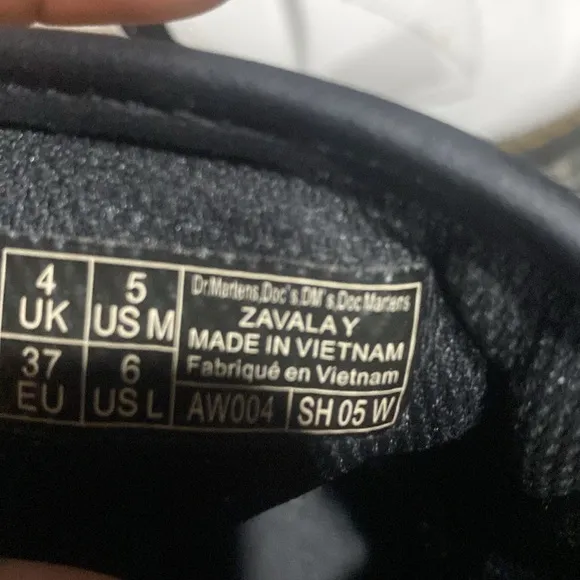 4
UK
5
US M
37
EU
6
US L
Dr.Martens,Doc's.DM's,Doc Martens
ZAVALA Y
MADE IN VIETNAM
Fabriqué en Vietnam
AW004
SH 05 W